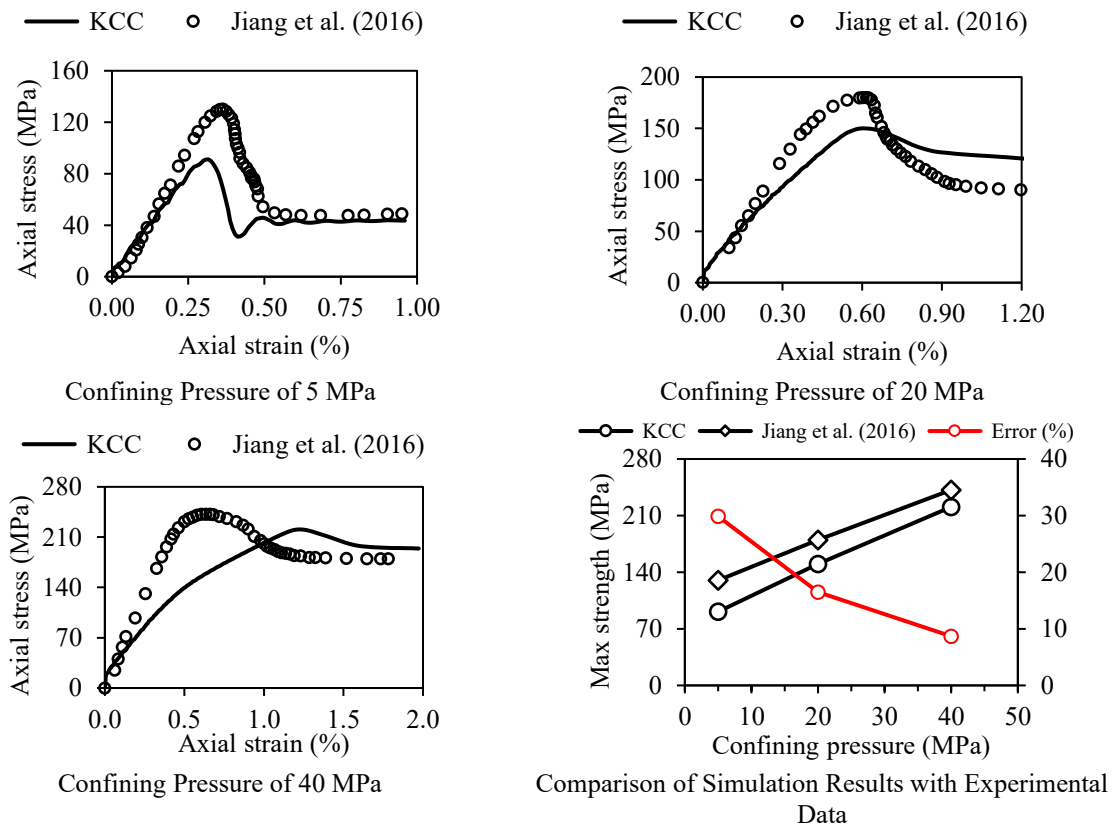 KCC Jiang et al. (2016)
Axial stress (MPa)
160
120
80
40
0
0.00 0.25 0.50 0.75 1.00
Axial strain (%)
Confining Pressure of 5 MPa
KCC Jiang et al. (2016)
Axial stress (MPa)
200
150
100
50
0
0.00 0.30 0.60 0.90 1.20
Axial strain (%)
Confining Pressure of 20 MPa
KCC Jiang et al. (2016)
Axial stress (MPa)
280
210
140
70
0
0.0 0.5 1.0 1.5 2.0
Axial strain (%)
Confining Pressure of 40 MPa
KCC Jiang et al. (2016) Error (%)
Max strength (MPa)
280
210
140
70
0
40
30
20
10
0
0 10 20 30 40 50
Confining pressure (MPa)
Comparison of Simulation Results with Experimental
Data